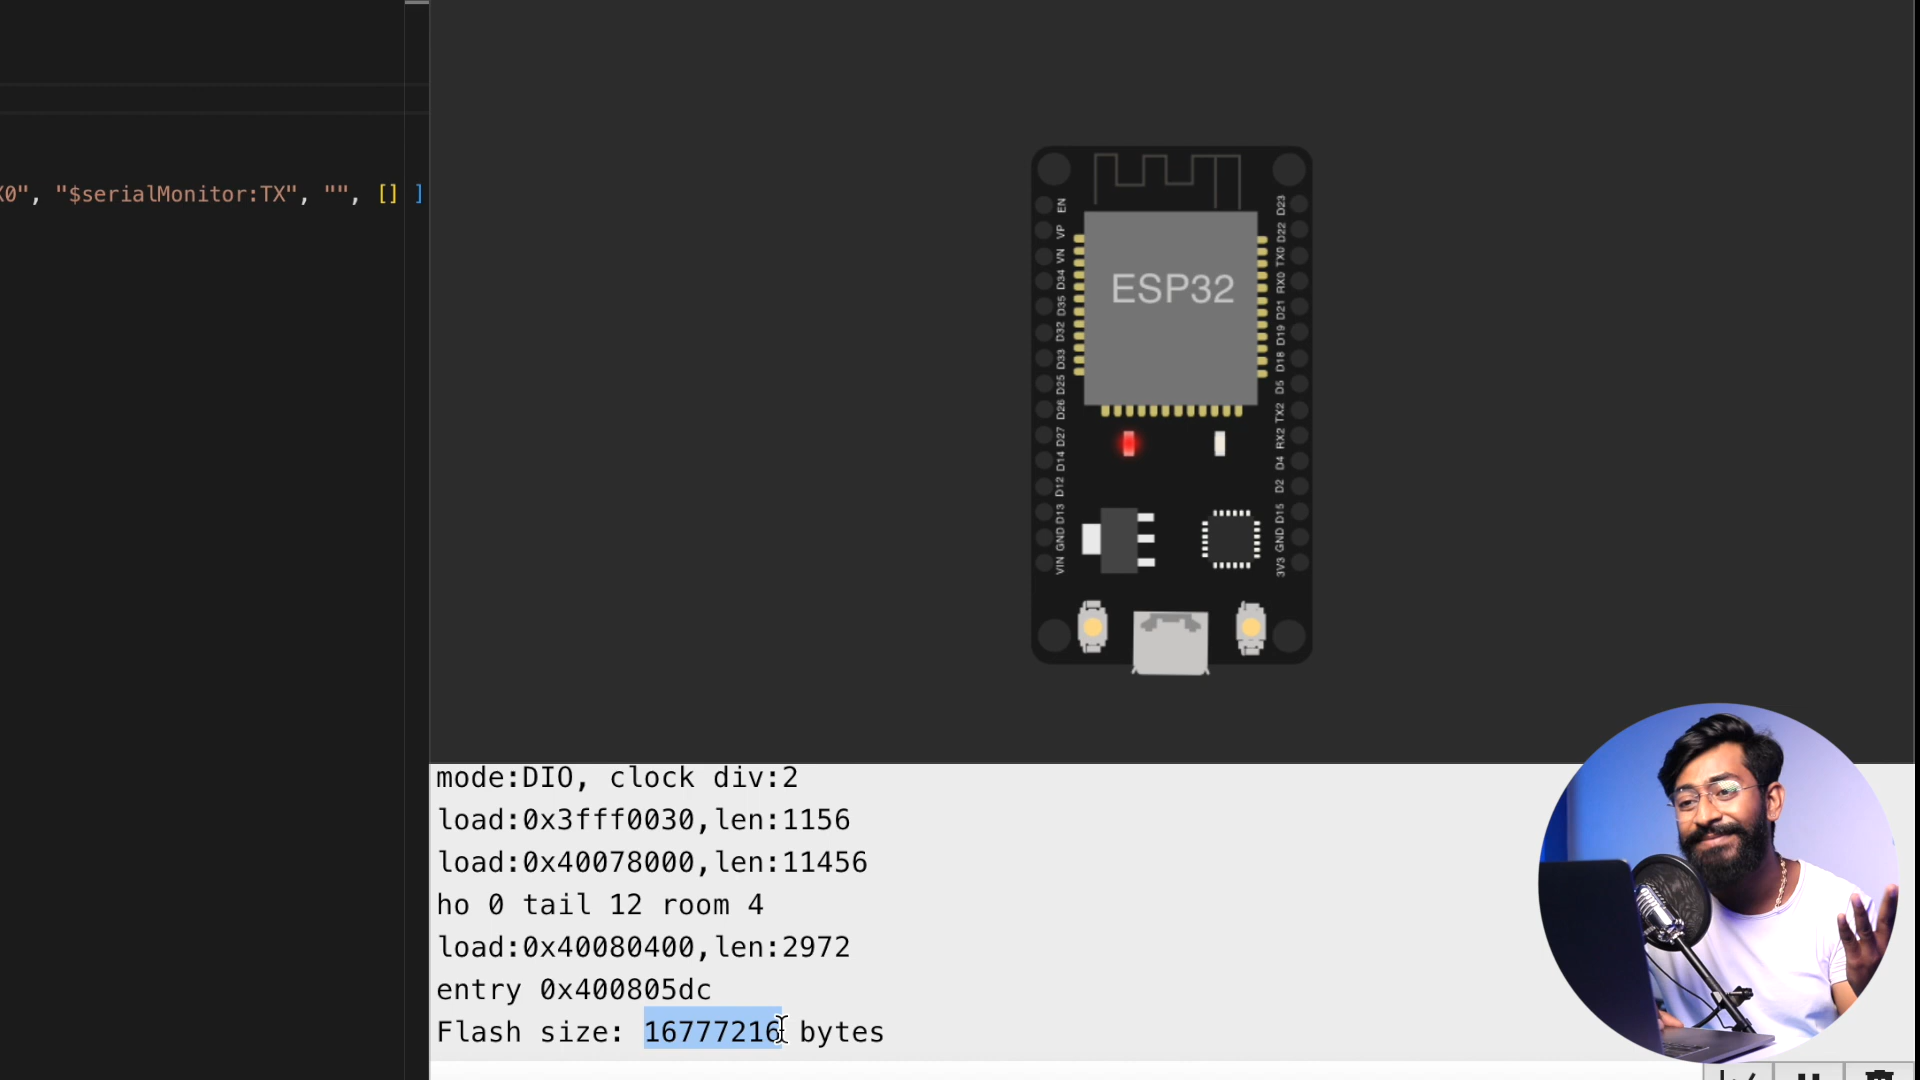 X0", "$serialMonitor:TX", "", [] ]
ESP32
EN
VP
VN
D34
D35
D32
D33
D25
D26
D27
D14
D12
D13
GND
VIN
D23
D22
TX0
RX0
D21
D19
D18
D5
TX2
RX2
D4
D2
D15
GND
3V3
mode:DIO, clock div:2
load:0x3fff0030,len:1156
load:0x40078000,len:11456
ho 0 tail 12 room 4
load:0x40080400,len:2972
entry 0x400805dc
Flash size: 16777216 bytes